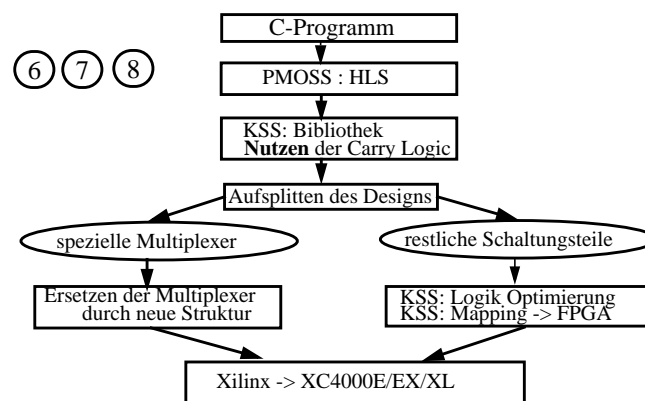 C-Programm
6 7 8
PMOSS : HLS
KSS: Bibliothek
Nutzen der Carry Logic
Aufsplitten des Designs
spezielle Multiplexer
restliche Schaltungsteile
Ersetzen der Multiplexer
durch neue Struktur
KSS: Logik Optimierung
KSS: Mapping -> FPGA
Xilinx -> XC4000E/EX/XL